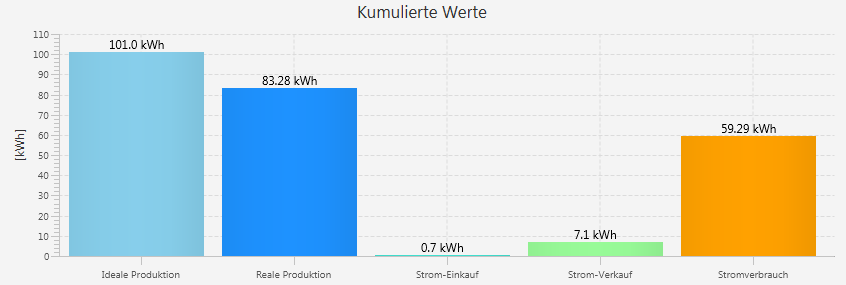 Kumulierte Werte
[kWh]
110
100
90
80
70
60
50
40
30
20
10
0
101.0 kWh
83.28 kWh
0.7 kWh
7.1 kWh
59.29 kWh
Ideale Produktion
Reale Produktion
Strom-Einkauf
Strom-Verkauf
Stromverbrauch